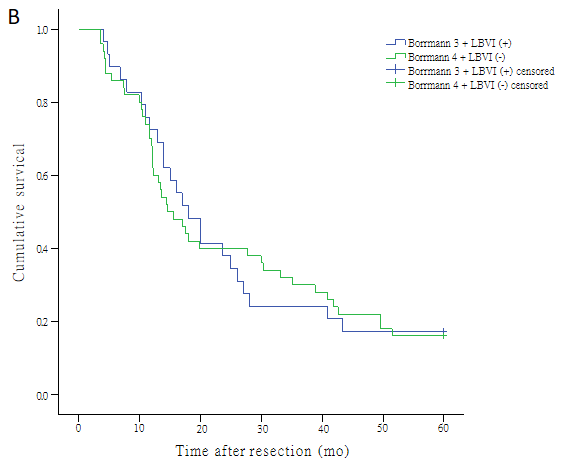 B
Borrmann 3 + LBVI (+)
Borrmann 4 + LBVI (-)
Borrmann 3 + LBVI (+) censored
Borrmann 4 + LBVI (-) censored
Cumulative survical
1.0
0.8
0.6
0.4
0.2
0.0
0 10 20 30 40 50 60
Time after resection (mo)